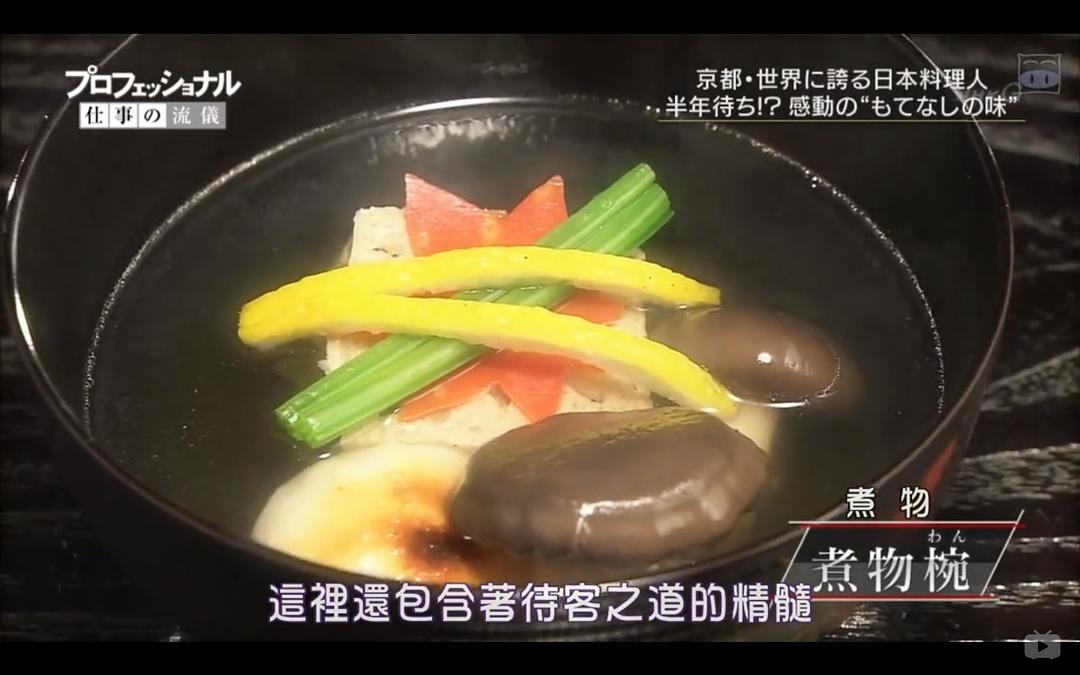 プロフェッショナル
仕事の流儀
京都・世界に誇る日本料理人
半年待ち!? 感動の“もてなしの味”
煮 物
わん
煮物椀
這裡還包含著待客之道的精髓